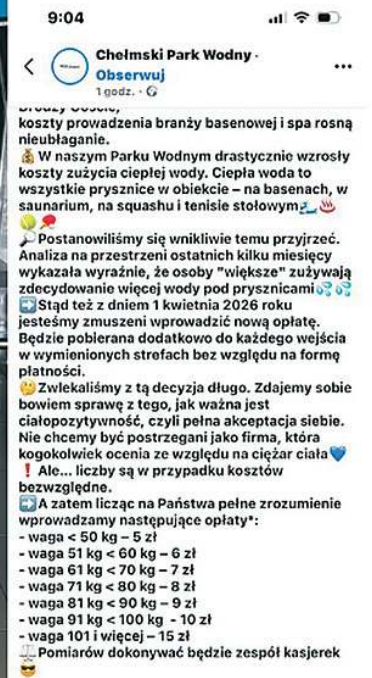 9:04
Chełmski Park Wodny ·
Obserwuj
1 godz. ·
Drodzy Goście,
koszty prowadzenia branży basenowej i spa rosną
nieubłaganie.
💰W naszym Parku Wodnym drastycznie wzrosły
koszty zużycia ciepłej wody. Ciepła woda to
wszystkie prysznice w obiekcie – na basenach, w
saunarium, na squashu i tenisie stołowym🏊♨️
🎾🏓
🔎Postanowiliśmy się wnikliwie temu przyjrzeć.
Analiza na przestrzeni ostatnich kilku miesięcy
wykazała wyraźnie, że osoby "większe" zużywają
zdecydowanie więcej wody pod prysznicami💦💦
➡️Stąd też z dniem 1 kwietnia 2026 roku
jesteśmy zmuszeni wprowadzić nową opłatę.
Będzie pobierana dodatkowo do każdego wejścia
w wymienionych strefach bez względu na formę
płatności.
🤔Zwlekaliśmy z tą decyzja długo. Zdajemy sobie
bowiem sprawę z tego, jak ważna jest
ciałopozytywność, czyli pełna akceptacja siebie.
Nie chcemy być postrzegani jako firma, która
kogokolwiek ocenia ze względu na ciężar ciała💙
❗Ale... liczby są w przypadku kosztów
bezwzględne.
➡️A zatem licząc na Państwa pełne zrozumienie
wprowadzamy następujące opłaty*:
- waga < 50 kg – 5 zł
- waga 51 kg < 60 kg – 6 zł
- waga 61 kg < 70 kg – 7 zł
- waga 71 kg < 80 kg – 8 zł
- waga 81 kg < 90 kg – 9 zł
- waga 91 kg < 100 kg  - 10 zł
- waga 101 i więcej – 15 zł
⚖️Pomiarów dokonywać będzie zespół kasjerek
😎